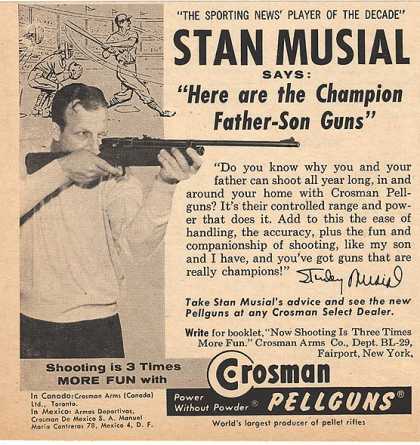 "THE SPORTING NEWS' PLAYER OF THE DECADE"
STAN MUSIAL
SAYS:
"Here are the Champion
Father-Son Guns"
"Do you know why you and your
father can shoot all year long, in and
around your home with Crosman Pell-
guns? It's their controlled range and pow-
er that does it. Add to this the ease of
handling, the accuracy, plus the fun and
companionship of shooting, like my son
and I have, and you've got guns that are
really champions!"
Stanley Musial
Take Stan Musial's advice and see the new
Pellguns at any Crosman Select Dealer.
Write for booklet, "Now Shooting Is Three Times
More Fun." Crosman Arms Co., Dept. BL-29,
Fairport, New York.
Shooting is 3 Times
MORE FUN with
In Canada: Crosman Arms (Canada)
Ltd., Toronto.
In Mexico: Armas Deportivas,
Crosman De Mexico S. A. Manuel
Maria Contreras 78, Mexico 4, D. F.
Crosman
Power
Without Powder®
PELLGUNS®
World's largest producer of pellet rifles